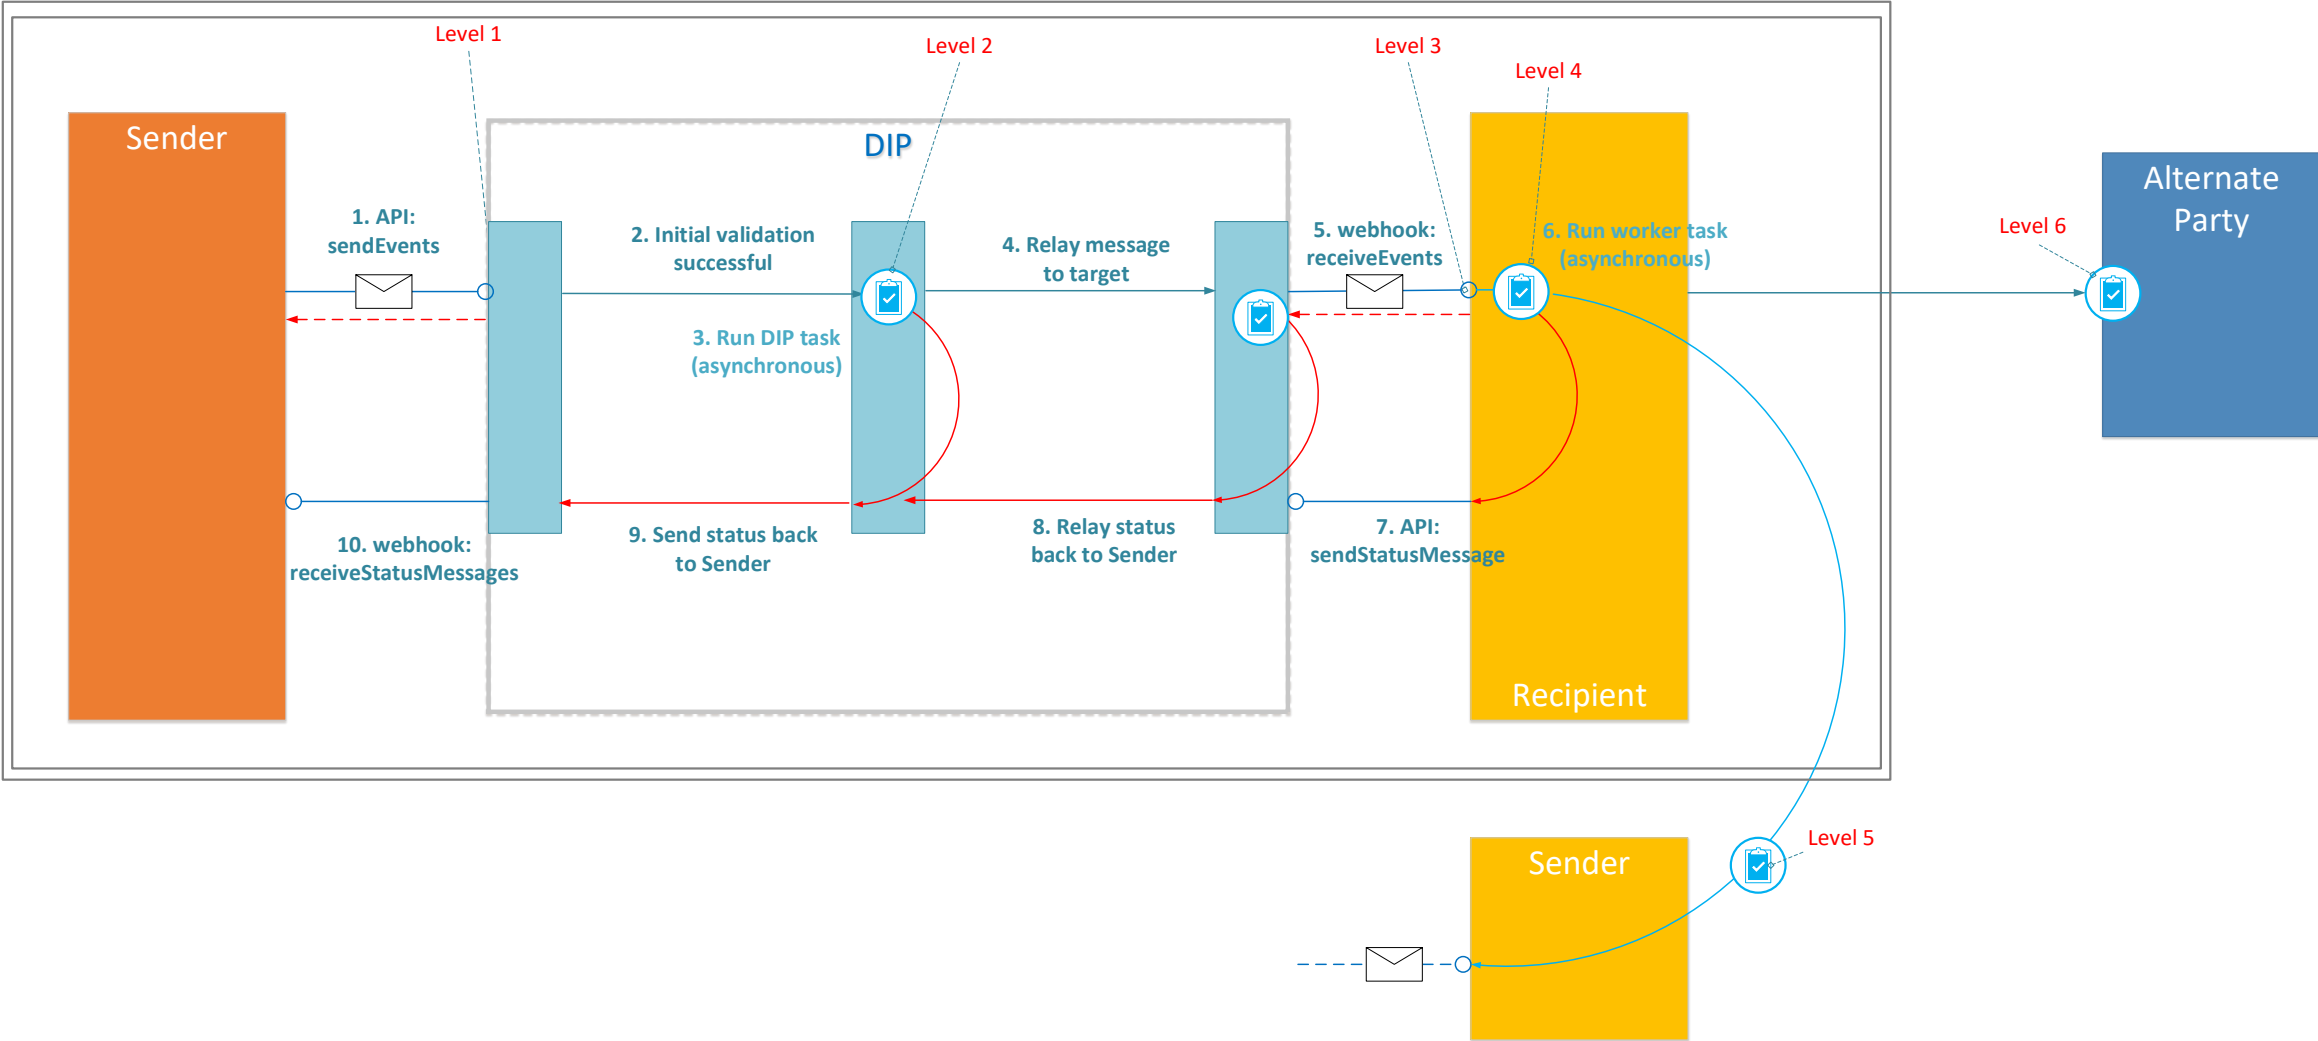 Level 1
Level 2
Level 3
Level 4
Sender
DIP
Alternate
Party
1. API:
sendEvents
2. Initial validation
successful
4. Relay message
to target
5. webhook:
receiveEvents
6. Run worker task
(asynchronous)
Level 6
3. Run DIP task
(asynchronous)
10. webhook:
receiveStatusMessages
9. Send status back
to Sender
8. Relay status
back to Sender
7. API:
sendStatusMessage
Recipient
Level 5
Sender